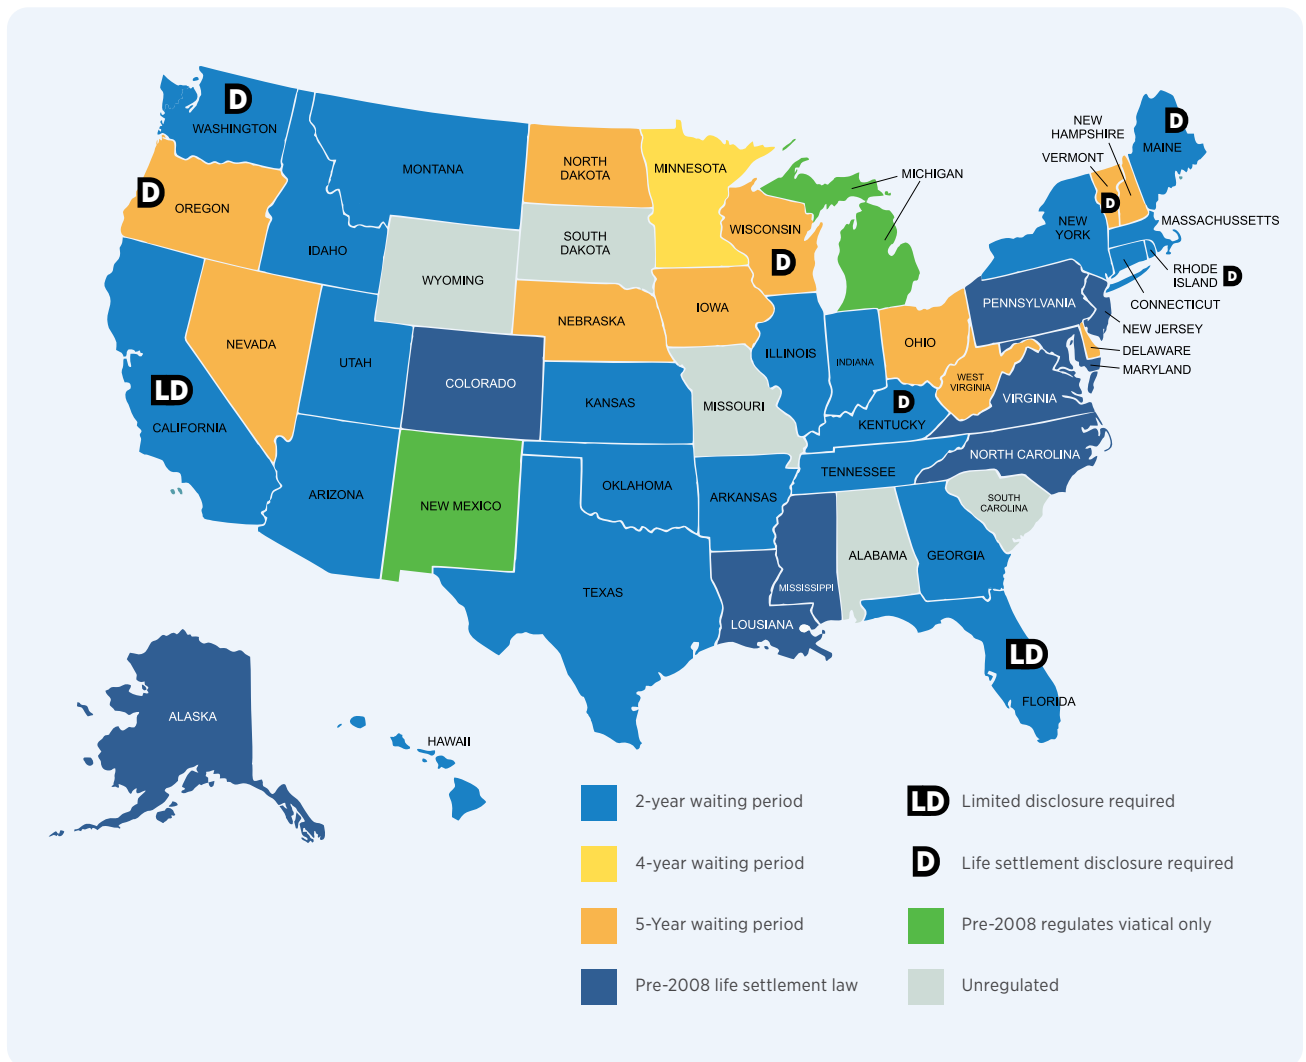 D
WASHINGTON
MONTANA
NORTH
DAKOTA
MINNESOTA
MICHIGAN
NEW
HAMPSHIRE
VERMONT
D
MAINE
D
OREGON
IDAHO
WYOMING
SOUTH
DAKOTA
WISCONSIN
D
D
NEW
YORK
MASSACHUSSETTS
RHODE
ISLAND
D
CONNECTICUT
NEW JERSEY
DELAWARE
MARYLAND
PENNSYLVANIA
NEVADA
UTAH
COLORADO
NEBRASKA
IOWA
ILLINOIS
INDIANA
OHIO
WEST
VIRGINIA
VIRGINIA
LD
CALIFORNIA
KANSAS
MISSOURI
D
KENTUCKY
NORTH CAROLINA
TENNESSEE
SOUTH
CAROLINA
ARIZONA
NEW MEXICO
OKLAHOMA
ARKANSAS
TEXAS
LOUSIANA
MISSISSIPPI
ALABAMA
GEORGIA
LD
FLORIDA
ALASKA
HAWAII
2-year waiting period
4-year waiting period
5-Year waiting period
Pre-2008 life settlement law
LD Limited disclosure required
D Life settlement disclosure required
Pre-2008 regulates viatical only
Unregulated